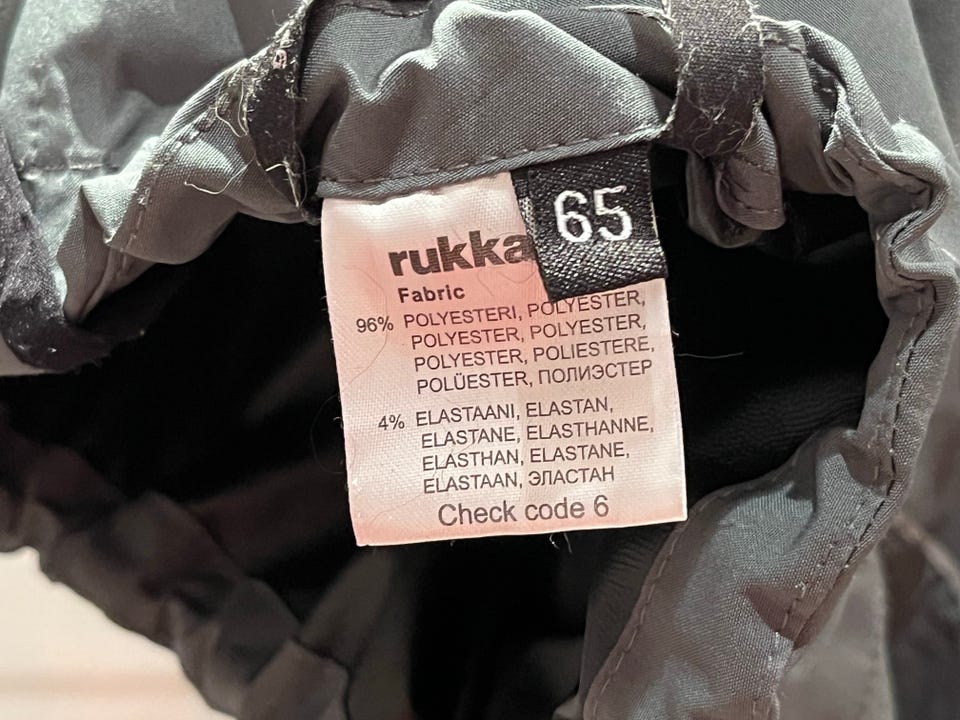 65
rukka
Fabric
96% POLYESTERI, POLYESTER,
POLYESTER, POLYESTER,
POLYESTER, POLIESTERE,
POLÜESTER, ПОЛИЭСТЕР
4% ELASTAANI, ELASTAN,
ELASTANE, ELASTHANNE,
ELASTHAN, ELASTANE,
ELASTAAN, ЭЛАСТАН
Check code 6